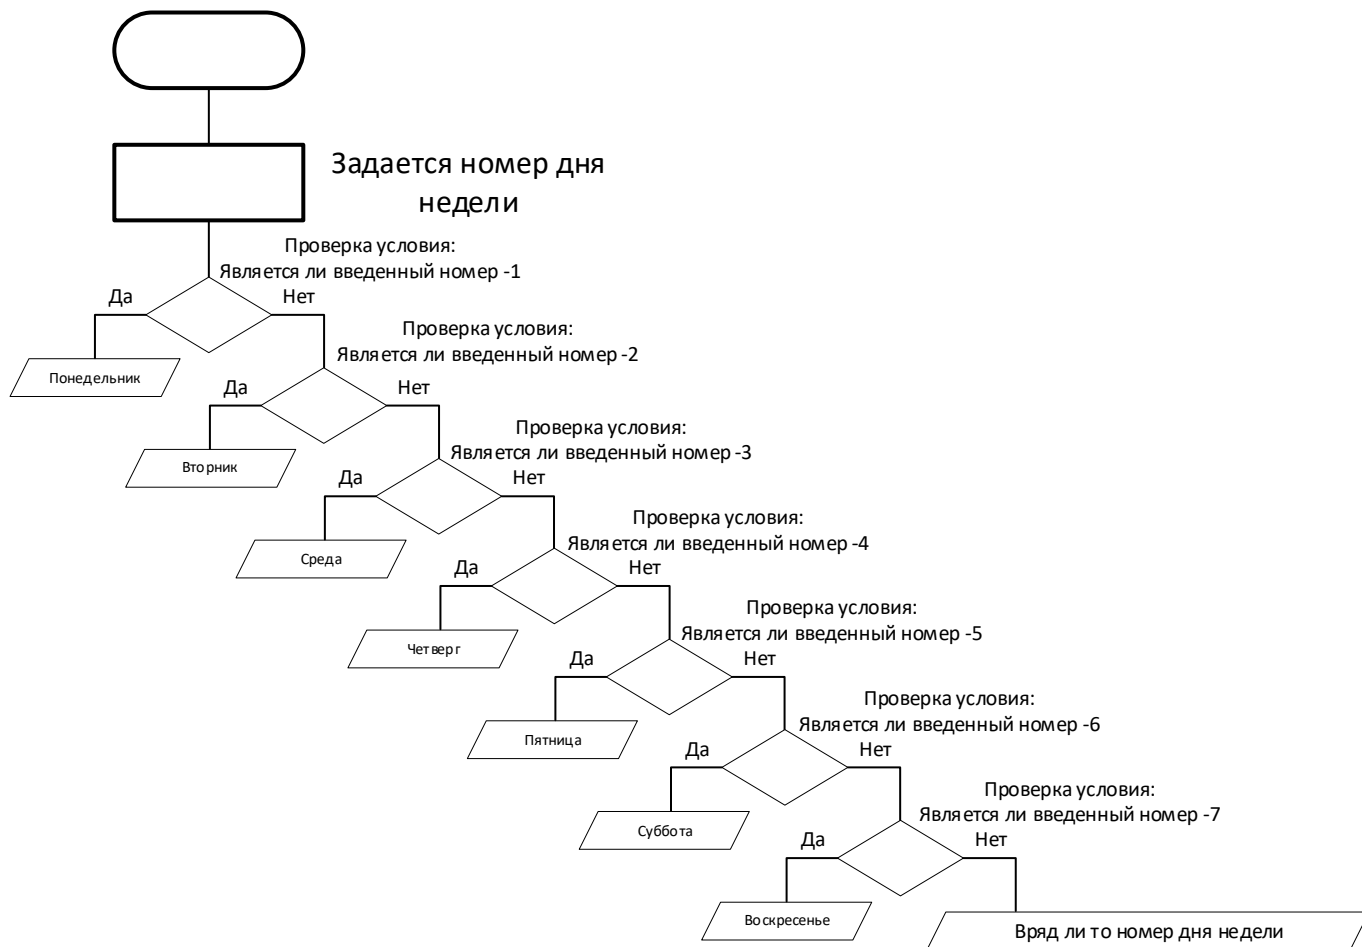 Задается номер дня
недели
Проверка условия:
Является ли введенный номер -1
Да
Нет
Понедельник
Проверка условия:
Является ли введенный номер -2
Да
Нет
Вторник
Проверка условия:
Является ли введенный номер -3
Да
Нет
Среда
Проверка условия:
Является ли введенный номер -4
Да
Нет
Четверг
Проверка условия:
Является ли введенный номер -5
Да
Нет
Пятница
Проверка условия:
Является ли введенный номер -6
Да
Нет
Суббота
Проверка условия:
Является ли введенный номер -7
Да
Нет
Воскресенье
Вряд ли то номер дня недели